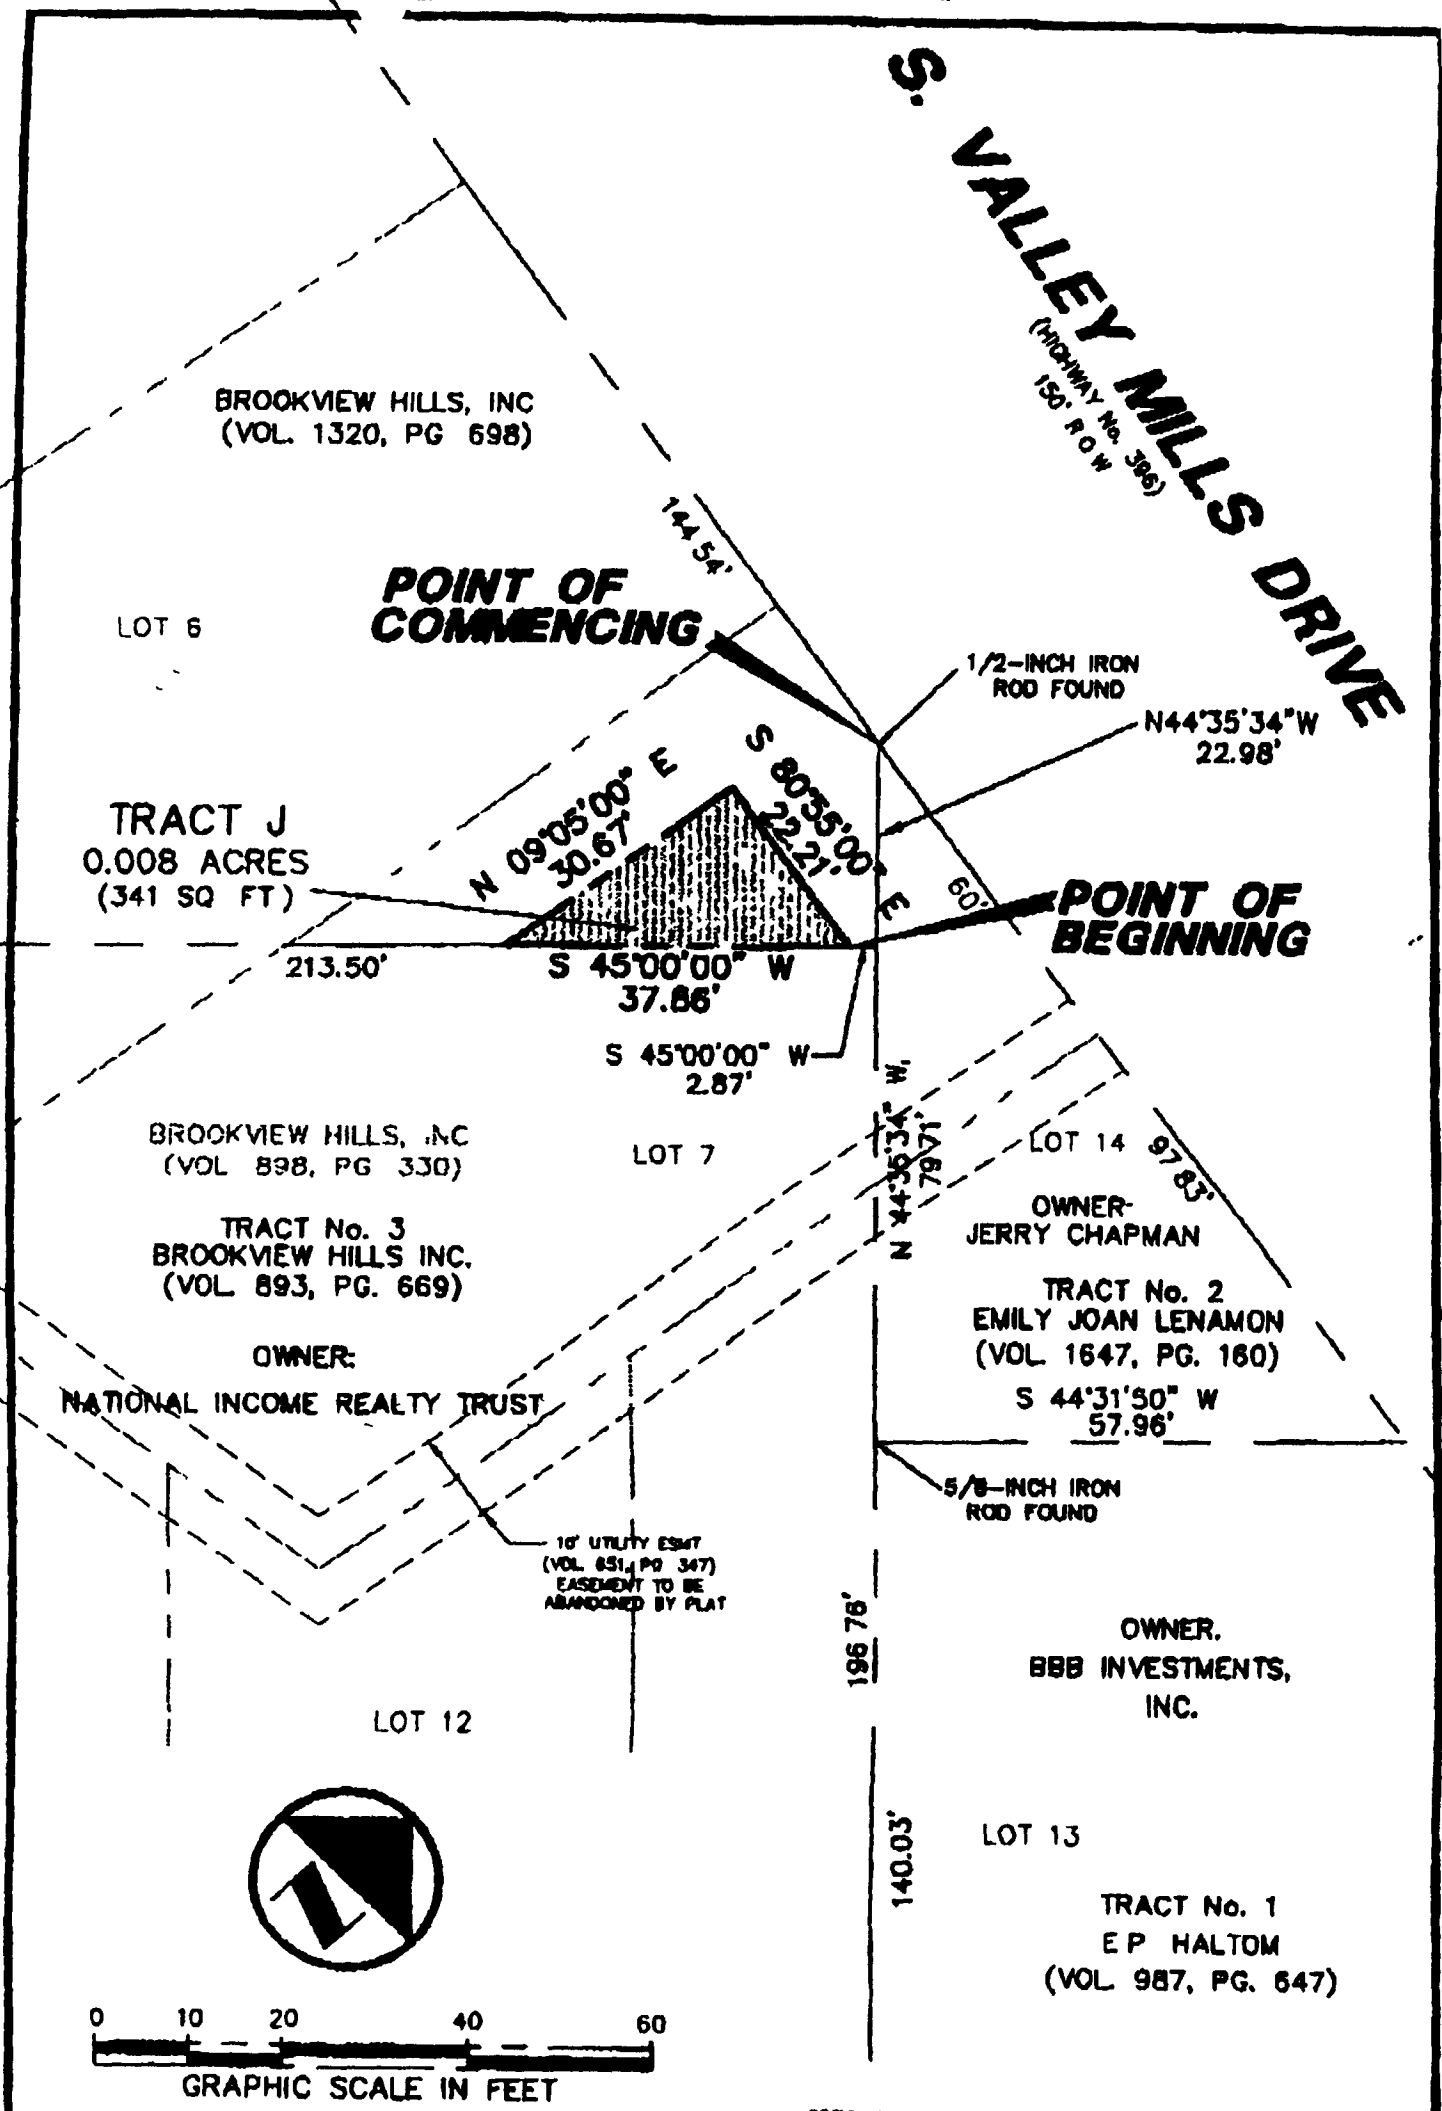 S. VALLEY MILLS DRIVE
(HIGHWAY No. 396)
150' R O W
BROOKVIEW HILLS, INC
(VOL. 1320, PG 698)
144 54'
POINT OF
COMMENCING
LOT 6
1/2-INCH IRON
ROD FOUND
N44°35'34"W
22.98'
TRACT J
0.008 ACRES
(341 SQ FT)
N 09°05'00" E
30.67'
S 80°55'00" E
22.21'
60'
POINT OF
BEGINNING
213.50'
S 45°00'00" W
37.86'
S 45°00'00" W
2.87'
N 44°35'34" W,
79.71'
BROOKVIEW HILLS, INC
(VOL 898, PG 330)
LOT 7
LOT 14
97 83'
TRACT No. 3
BROOKVIEW HILLS INC.
(VOL 893, PG. 669)
OWNER-
JERRY CHAPMAN
TRACT No. 2
EMILY JOAN LENAMON
(VOL 1647, PG. 160)
OWNER:
NATIONAL INCOME REALTY TRUST
S 44°31'50" W
57.96'
5/8-INCH IRON
ROD FOUND
10' UTILITY ESMT
(VOL. 651, PG 347)
EASEMENT TO BE
ABANDONED BY PLAT
196 76'
OWNER.
BBB INVESTMENTS,
INC.
LOT 12
140.03'
LOT 13
TRACT No. 1
E P HALTOM
(VOL 987, PG. 647)
Z
0 10 20 40 60
GRAPHIC SCALE IN FEET